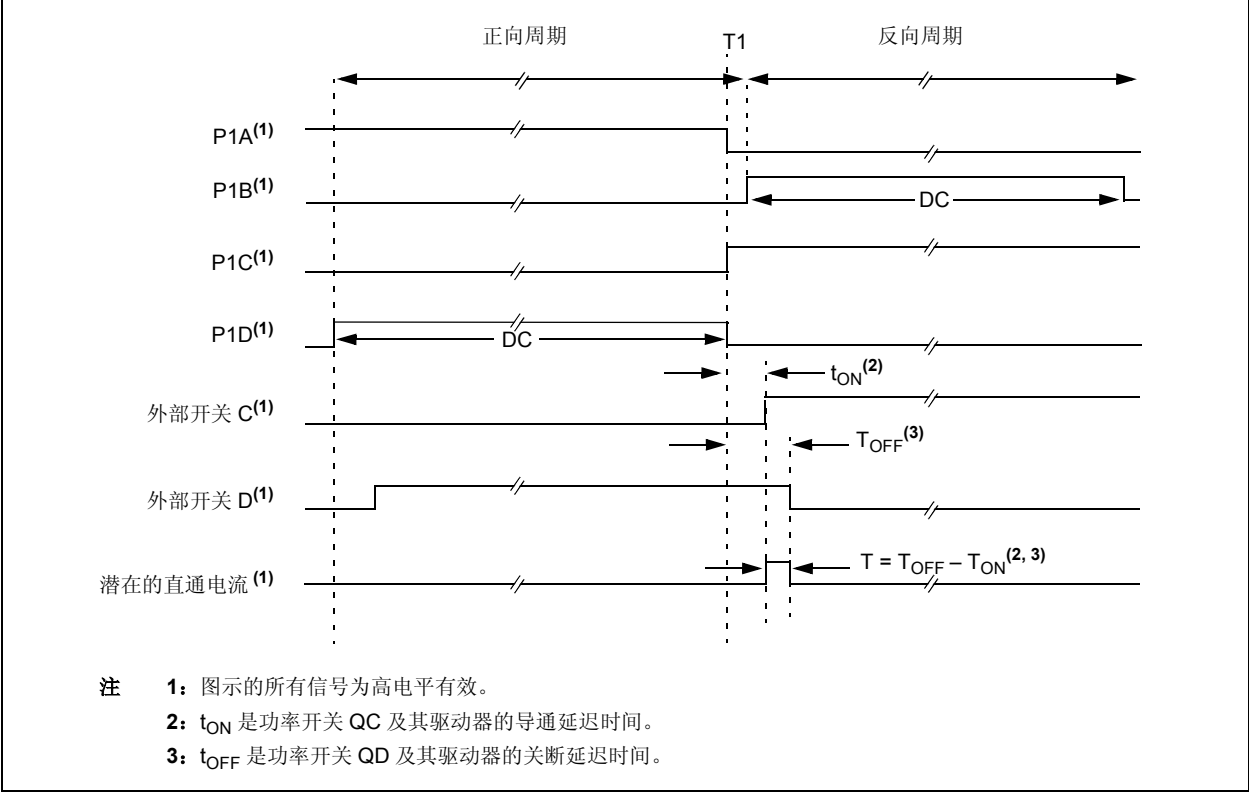 正向周期 T1 反向周期
P1A(1)
P1B(1)
DC
P1C(1)
P1D(1)
DC
tON(2)
外部开关 C(1)
TOFF(3)
外部开关 D(1)
潜在的直通电流(1)
T = TOFF – TON(2, 3)
注 1：图示的所有信号为高电平有效。
2：tON 是功率开关 QC 及其驱动器的导通延迟时间。
3：tOFF 是功率开关 QD 及其驱动器的关断延迟时间。